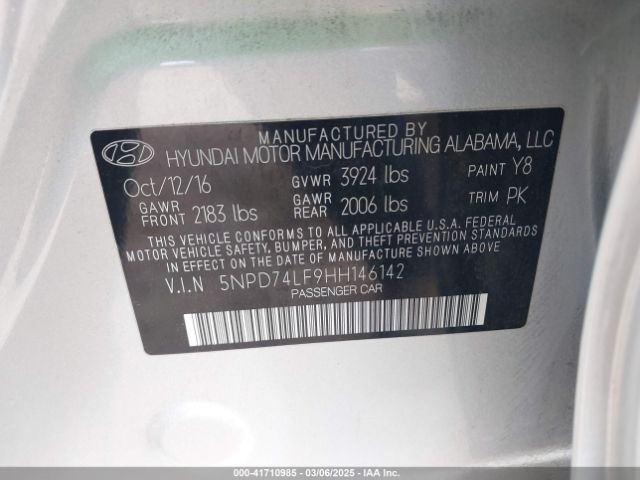 MANUFACTURED BY
HYUNDAI MOTOR MANUFACTURING ALABAMA, LLC
Oct/12/16 GVWR 3924 lbs PAINT Y8
GAWR FRONT 2183 lbs GAWR REAR 2006 lbs TRIM PK
THIS VEHICLE CONFORMS TO ALL APPLICABLE U.S.A. FEDERAL
MOTOR VEHICLE SAFETY, BUMPER, AND THEFT PREVENTION STANDARDS
IN EFFECT ON THE DATE OF MANUFACTURE SHOWN ABOVE.
V.I.N 5NPD74LF9HH146142
PASSENGER CAR
000-41710985 - 03/06/2025 - IAA Inc.